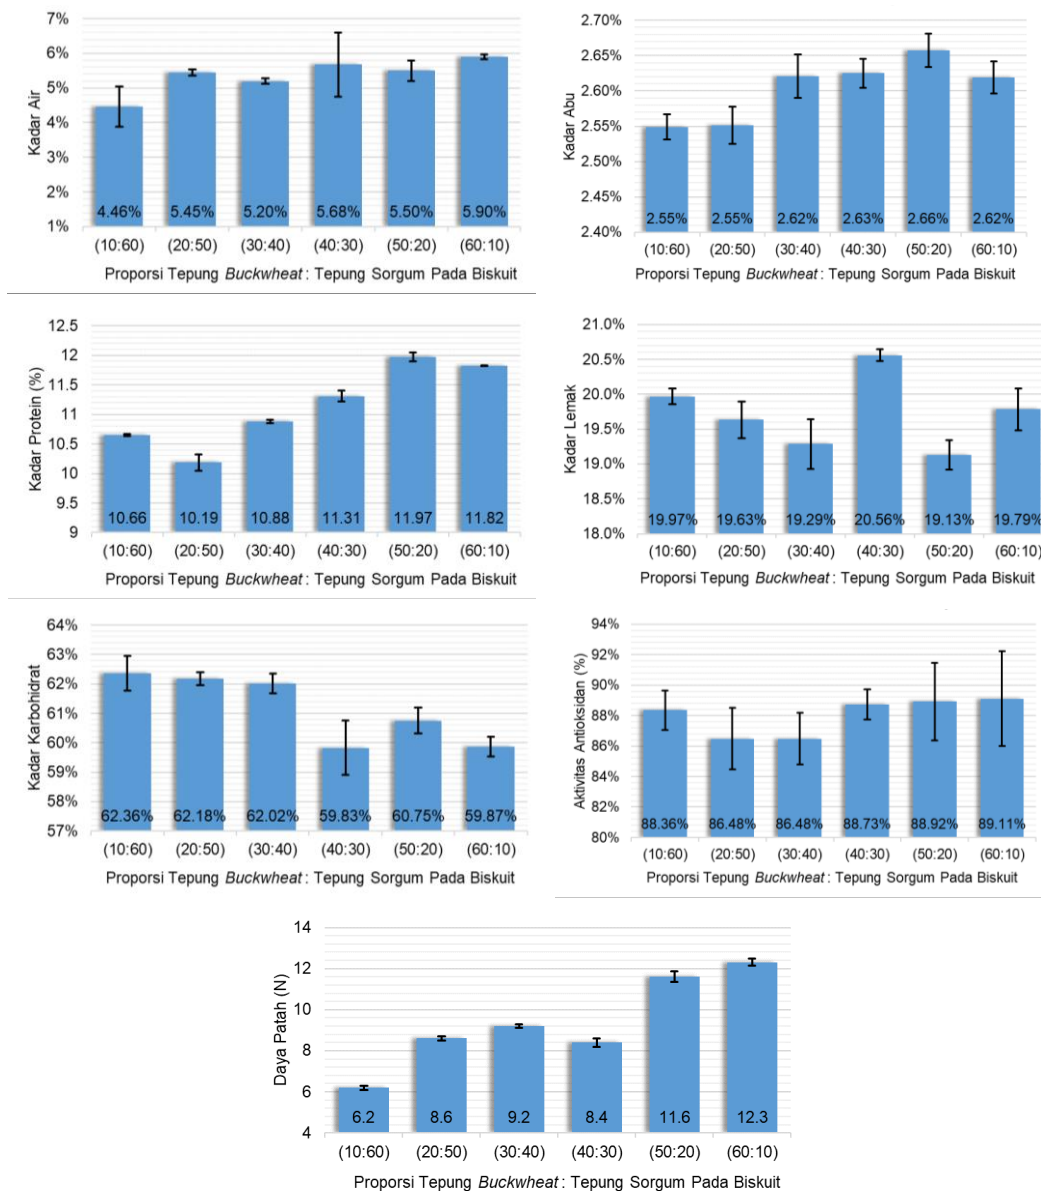 7%
6%
5%
4%
3%
2%
1%
Kadar Air
4.46% 5.45% 5.20% 5.68% 5.50% 5.90%
(10:60) (20:50) (30:40) (40:30) (50:20) (60:10)
Proporsi Tepung Buckwheat : Tepung Sorgum Pada Biskuit
2.70%
2.65%
2.60%
2.55%
2.50%
2.45%
2.40%
Kadar Abu
2.55% 2.55% 2.62% 2.63% 2.66% 2.62%
(10:60) (20:50) (30:40) (40:30) (50:20) (60:10)
Proporsi Tepung Buckwheat : Tepung Sorgum Pada Biskuit
12.5
12
11.5
11
10.5
10
9.5
9
Kadar Protein (%)
10.66 10.19 10.88 11.31 11.97 11.82
(10:60) (20:50) (30:40) (40:30) (50:20) (60:10)
Proporsi Tepung Buckwheat : Tepung Sorgum Pada Biskuit
21.0%
20.5%
20.0%
19.5%
19.0%
18.5%
18.0%
Kadar Lemak
19.97% 19.63% 19.29% 20.56% 19.13% 19.79%
(10:60) (20:50) (30:40) (40:30) (50:20) (60:10)
Proporsi Tepung Buckwheat : Tepung Sorgum Pada Biskuit
64%
63%
62%
61%
60%
59%
58%
57%
Kadar Karbohidrat
62.36% 62.18% 62.02% 59.83% 60.75% 59.87%
(10:60) (20:50) (30:40) (40:30) (50:20) (60:10)
Proporsi Tepung Buckwheat : Tepung Sorgum Pada Biskuit
94%
92%
90%
88%
86%
84%
82%
80%
Aktivitas Antioksidan (%)
88.36% 86.48% 86.48% 88.73% 88.92% 89.11%
(10:60) (20:50) (30:40) (40:30) (50:20) (60:10)
Proporsi Tepung Buckwheat : Tepung Sorgum Pada Biskuit
14
12
10
8
6
4
Daya Patah (N)
6.2 8.6 9.2 8.4 11.6 12.3
(10:60) (20:50) (30:40) (40:30) (50:20) (60:10)
Proporsi Tepung Buckwheat : Tepung Sorgum Pada Biskuit